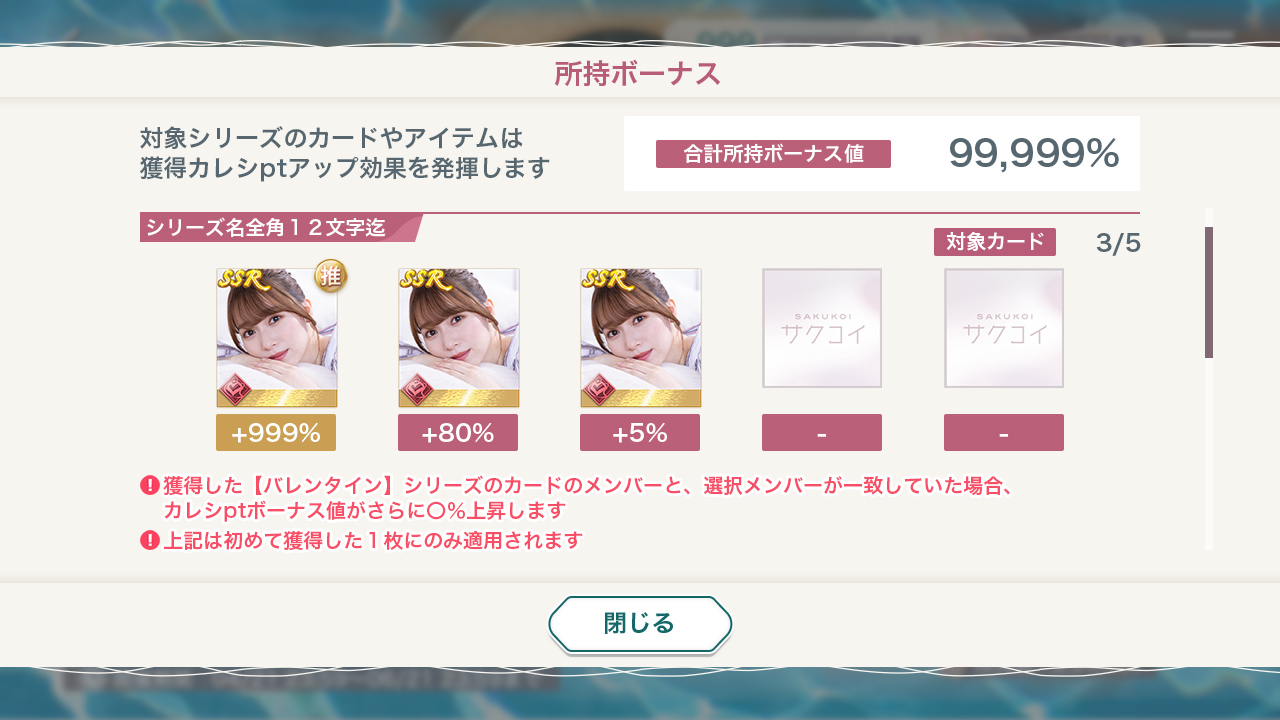 所持ボーナス
対象シリーズのカードやアイテムは
獲得カレシptアップ効果を発揮します
合計所持ボーナス値
99,999%
シリーズ名全角１２文字迄
対象カード
3/5
SSR
推
SSR
SSR
SAKUKOI
サクコイ
SAKUKOI
サクコイ
+999%
+80%
+5%
-
-
獲得した【バレンタイン】シリーズのカードのメンバーと、選択メンバーが一致していた場合、
カレシptボーナス値がさらに〇%上昇します
上記は初めて獲得した１枚にのみ適用されます
閉じる